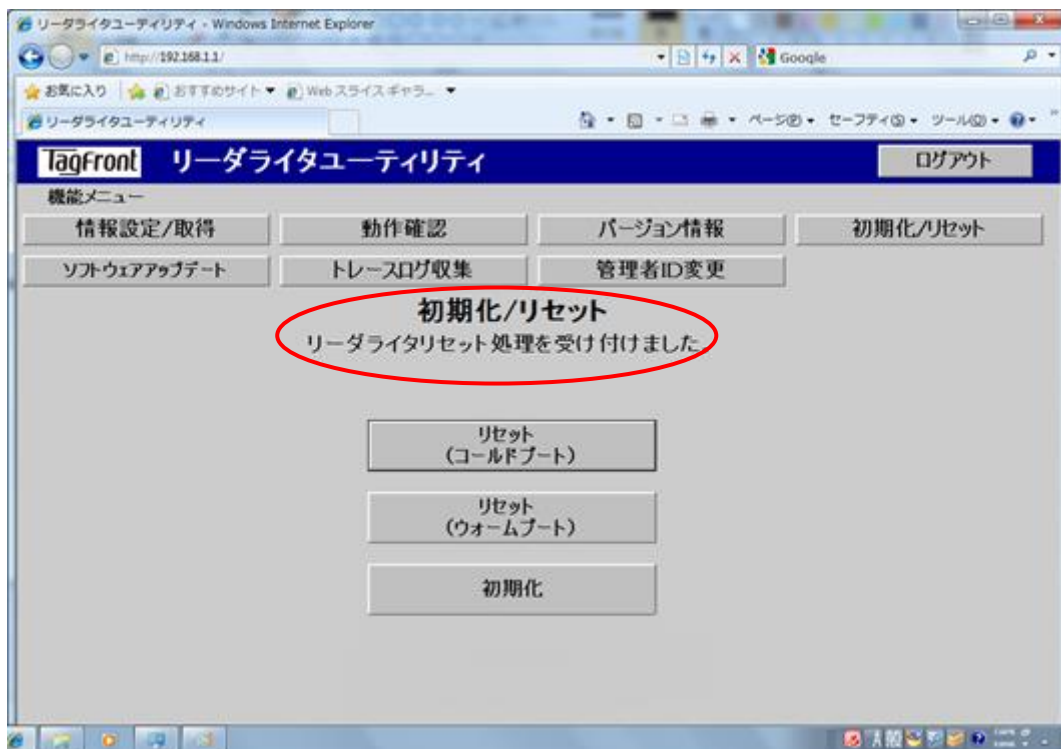 リーダライタユーティリティ - Windows Internet Explorer
http://192.168.1.1/
Google
お気に入り
おすすめサイト
Web スライス ギャラ...
リーダライタユーティリティ
ページ(P) セーフティ(S) ツール(O)
TagFront リーダライタユーティリティ ログアウト
機能メニュー
情報設定/取得 動作確認 バージョン情報 初期化/リセット
ソフトウェアアップデート トレースログ収集 管理者ID変更
初期化/リセット
リーダライタリセット処理を受け付けました。
リセット
(コールドブート)
リセット
(ウォームブート)
初期化
A 般